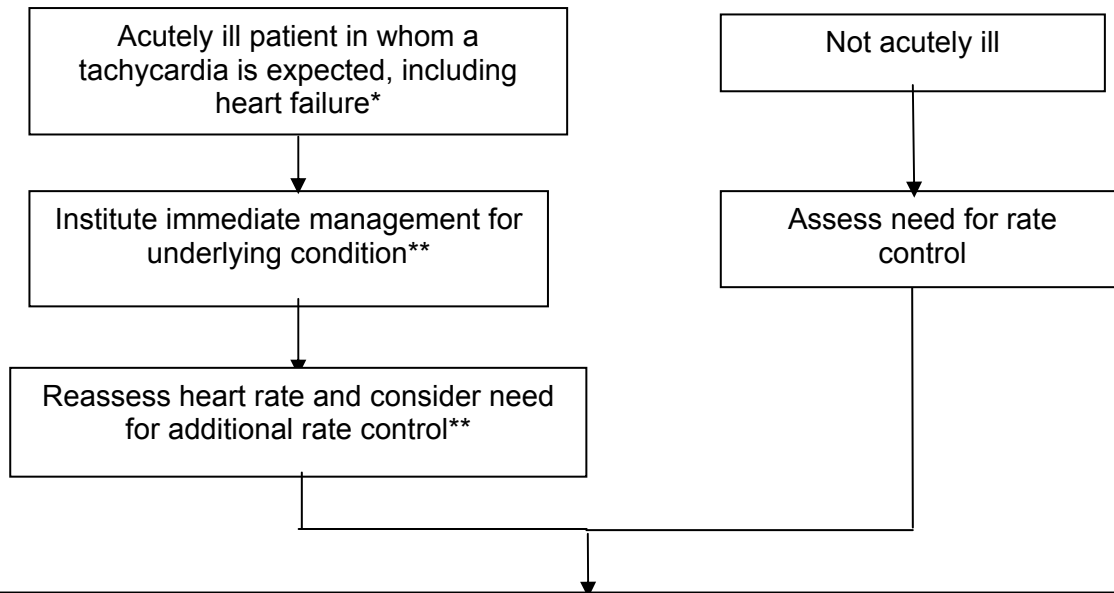 Acutely ill patient in whom a
tachycardia is expected, including
heart failure*
Not acutely ill
Institute immediate management for
underlying condition**
Assess need for rate
control
Reassess heart rate and consider need
for additional rate control**